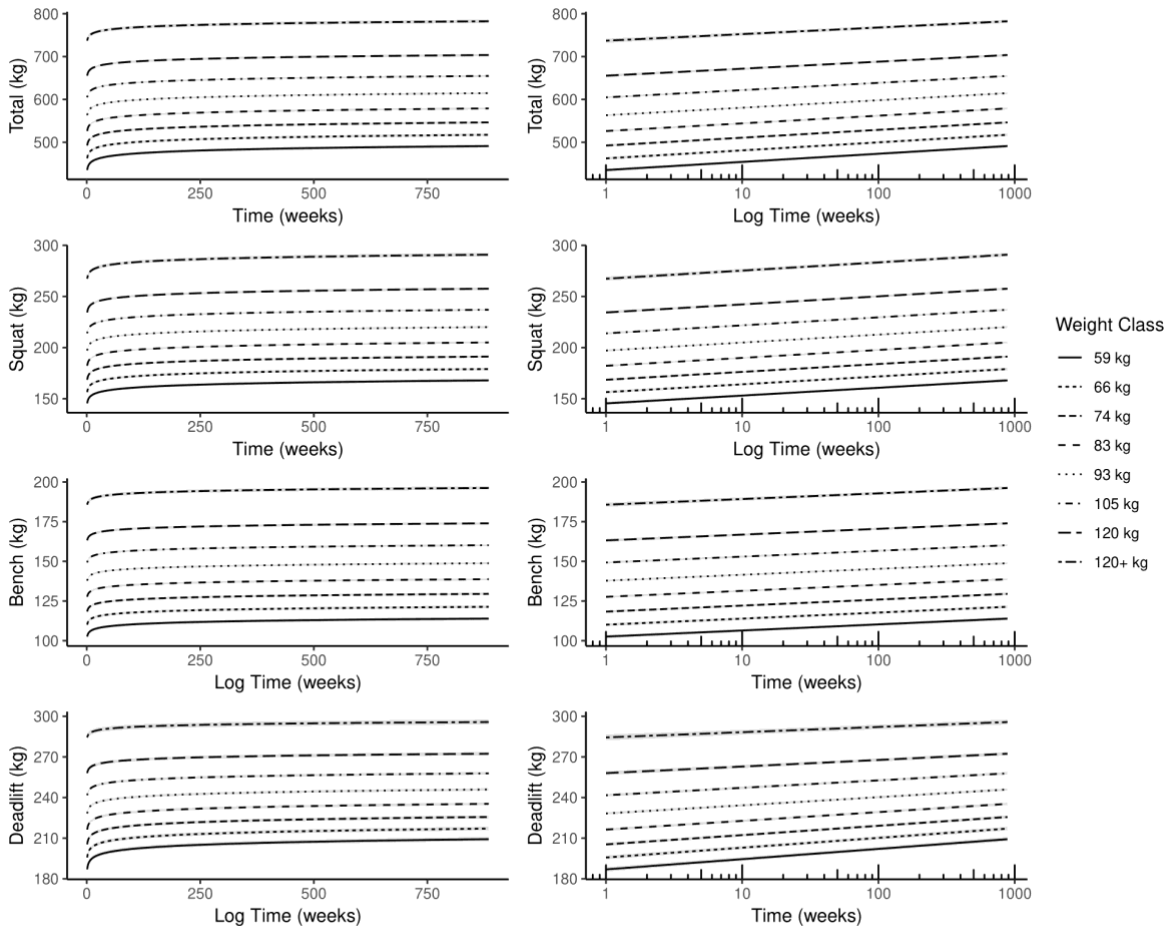 Total (kg)
800
700
600
500
0 250 500 750
Time (weeks)
Total (kg)
800
700
600
500
1 10 100 1000
Log Time (weeks)
Squat (kg)
300
250
200
150
0 250 500 750
Time (weeks)
Squat (kg)
300
250
200
150
1 10 100 1000
Log Time (weeks)
Bench (kg)
200
175
150
125
100
0 250 500 750
Log Time (weeks)
Bench (kg)
200
175
150
125
100
1 10 100 1000
Time (weeks)
Deadlift (kg)
300
270
240
210
180
0 250 500 750
Log Time (weeks)
Deadlift (kg)
300
270
240
210
180
1 10 100 1000
Time (weeks)
Weight Class
59 kg
66 kg
74 kg
83 kg
93 kg
105 kg
120 kg
120+ kg